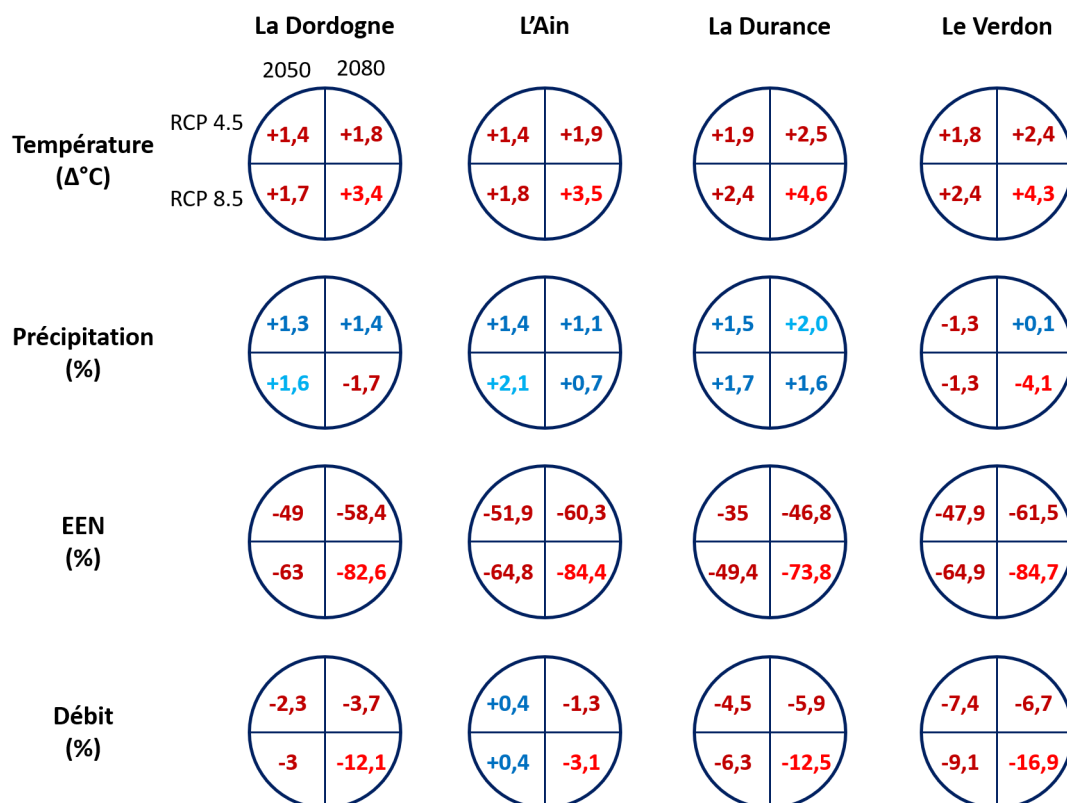 La Dordogne L'Ain La Durance Le Verdon
2050 2080
RCP 4.5 +1,4 +1,8 +1,4 +1,9 +1,9 +2,5 +1,8 +2,4
Température
(Δ°C)
RCP 8.5 +1,7 +3,4 +1,8 +3,5 +2,4 +4,6 +2,4 +4,3
+1,3 +1,4 +1,4 +1,1 +1,5 +2,0 -1,3 +0,1
Précipitation
(%)
+1,6 -1,7 +2,1 +0,7 +1,7 +1,6 -1,3 -4,1
-49 -58,4 -51,9 -60,3 -35 -46,8 -47,9 -61,5
EEN
(%)
-63 -82,6 -64,8 -84,4 -49,4 -73,8 -64,9 -84,7
-2,3 -3,7 +0,4 -1,3 -4,5 -5,9 -7,4 -6,7
Débit
(%)
-3 -12,1 +0,4 -3,1 -6,3 -12,5 -9,1 -16,9